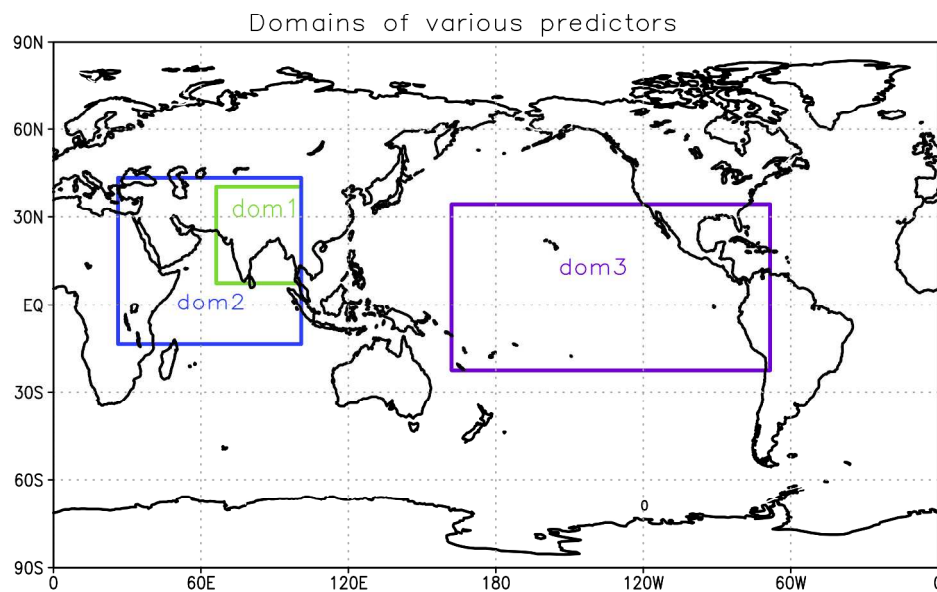 Domains of various predictors
90N
60N
30N
EQ
30S
60S
90S
dom1
dom2
dom3
0
0
60E
120E
180
120W
60W
0